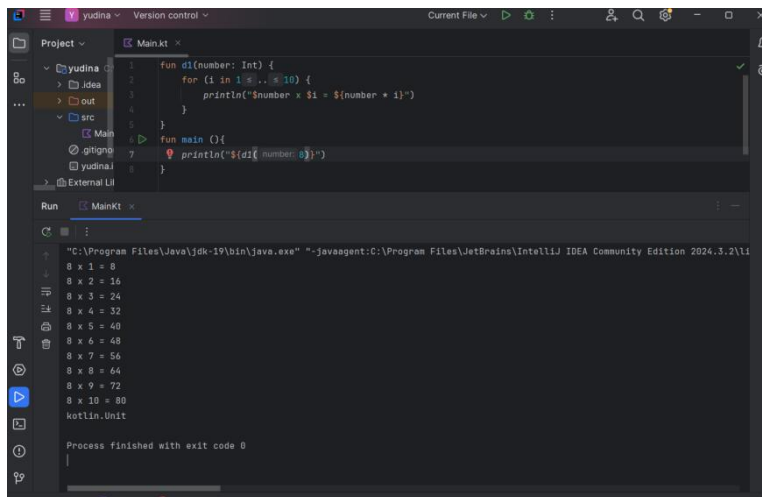 yudina
Version control
Current File
Project
Main.kt
yudina
.idea
out
src
Main
.gitigno
yudina.i
External Lil
1 fun d1(number: Int) {
2 for (i in 1 ≤ .. ≤ 10) {
3 println("$number x $i = ${number * i}")
4 }
5 }
6 fun main (){
7 println("${d1( number: 8)}")
8 }
Run
MainKt
"C:\Program Files\Java\jdk-19\bin\java.exe" "-javaagent:C:\Program Files\JetBrains\IntelliJ IDEA Community Edition 2024.3.2\li
8 x 1 = 8
8 x 2 = 16
8 x 3 = 24
8 x 4 = 32
8 x 5 = 40
8 x 6 = 48
8 x 7 = 56
8 x 8 = 64
8 x 9 = 72
8 x 10 = 80
kotlin.Unit
Process finished with exit code 0